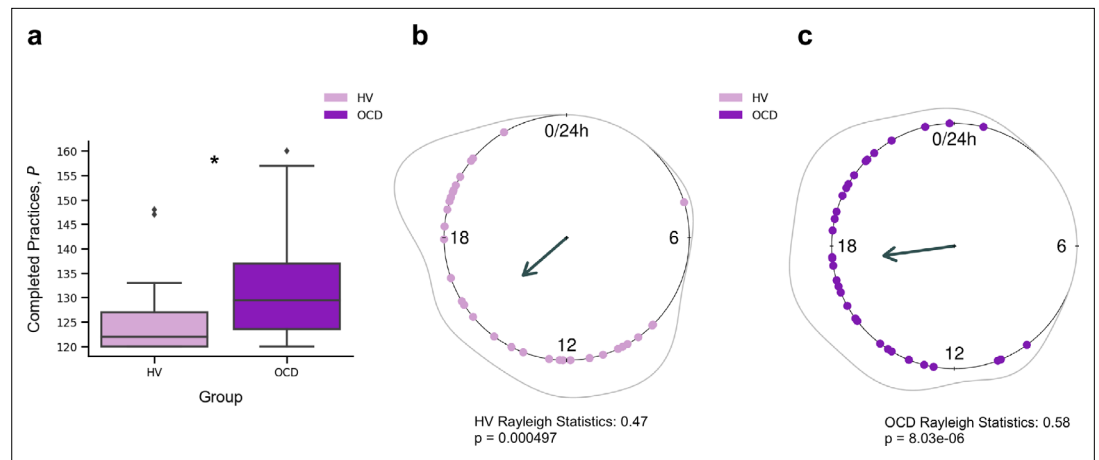 a
HV
OCD
Completed Practices, P
160
155
150
145
140
135
130
125
120
*
HV
OCD
Group
b
HV
OCD
0/24h
18
6
12
HV Rayleigh Statistics: 0.47
p = 0.000497
c
0/24h
18
6
12
OCD Rayleigh Statistics: 0.58
p = 8.03e-06